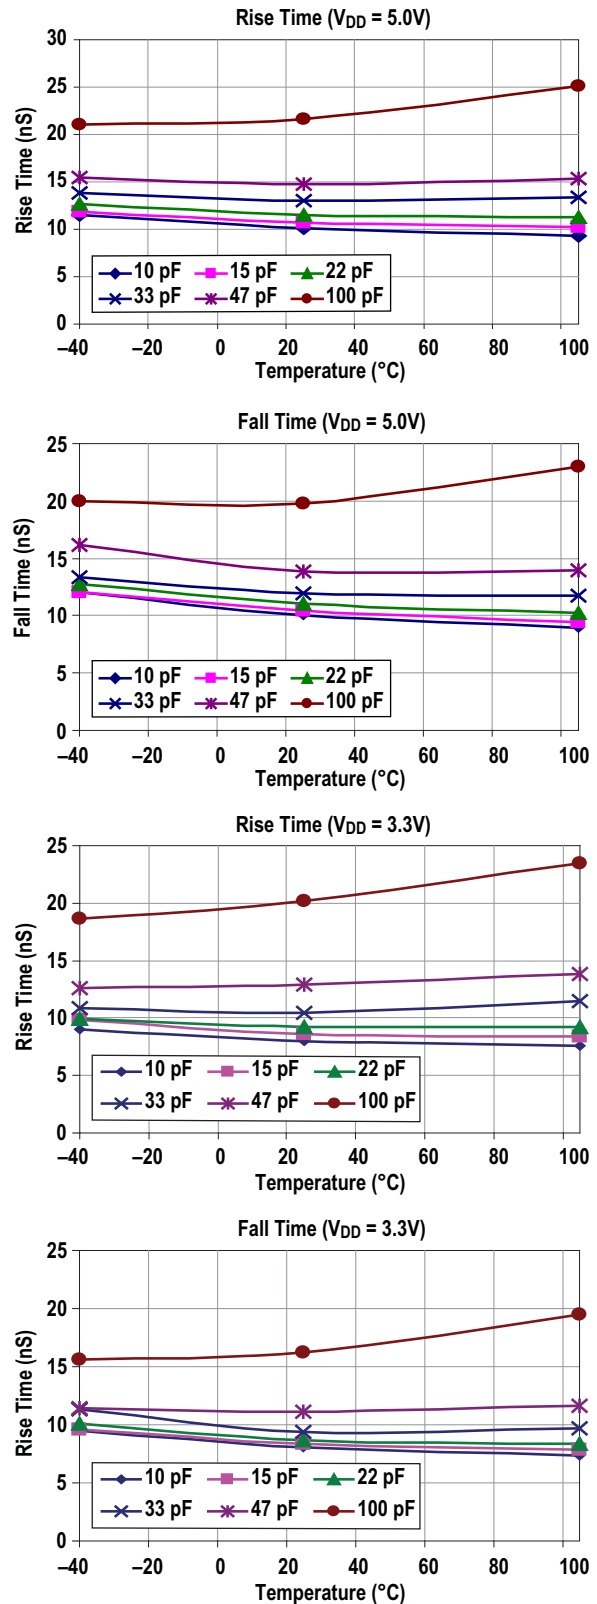 Rise Time (VDD = 5.0V)
30
25
20
15
10
5
0
Rise Time (nS)
10 pF 15 pF 22 pF
33 pF 47 pF 100 pF
–40 –20 0 20 40 60 80 100
Temperature (°C)
Fall Time (VDD = 5.0V)
25
20
15
10
5
0
Fall Time (nS)
10 pF 15 pF 22 pF
33 pF 47 pF 100 pF
–40 –20 0 20 40 60 80 100
Temperature (°C)
Rise Time (VDD = 3.3V)
25
20
15
10
5
0
Rise Time (nS)
10 pF 15 pF 22 pF
33 pF 47 pF 100 pF
–40 –20 0 20 40 60 80 100
Temperature (°C)
Fall Time (VDD = 3.3V)
25
20
15
10
5
0
Rise Time (nS)
10 pF 15 pF 22 pF
33 pF 47 pF 100 pF
–40 –20 0 20 40 60 80 100
Temperature (°C)